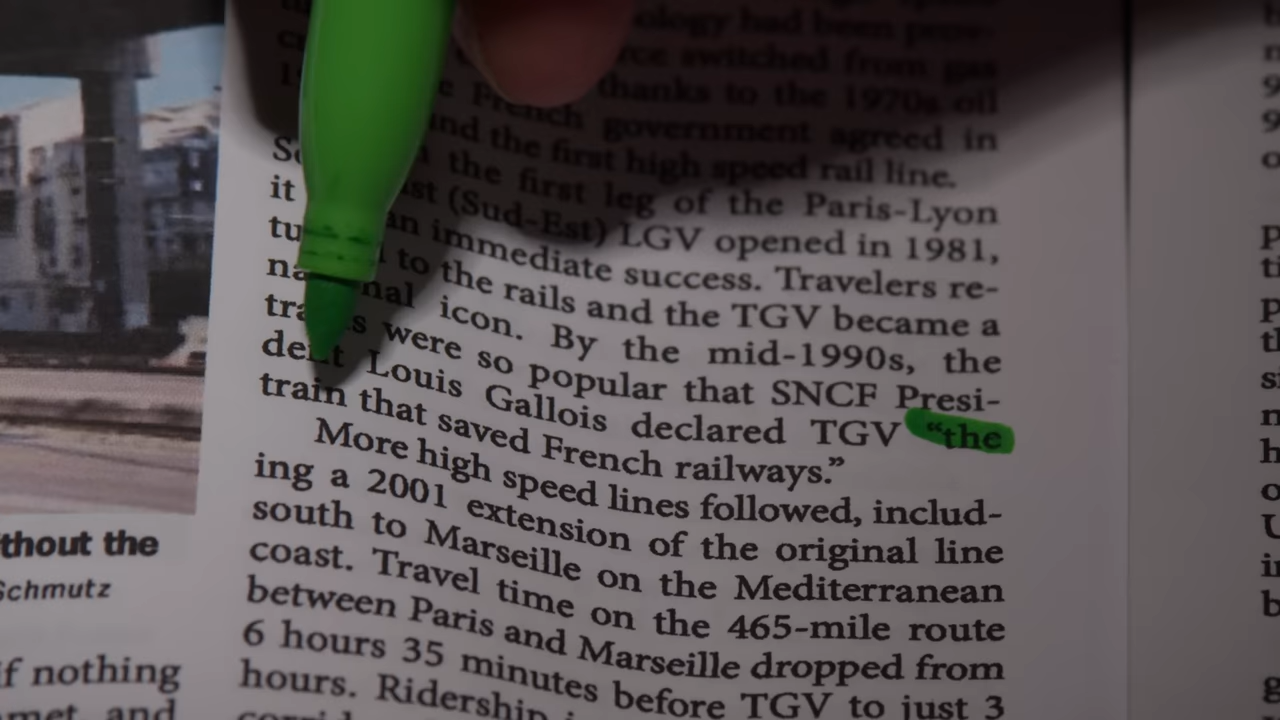 had been
switched from gas
thanks to the 1970s oil
French government agreed in
the first high speed rail line.
the first leg of the Paris-Lyon
(Sud-Est) LGV opened in 1981,
it an immediate success. Travelers re-
to the rails and the TGV became a
icon. By the mid-1990s, the
were so popular that SNCF Presi-
dent Louis Gallois declared TGV “the
train that saved French railways.”
More high speed lines followed, includ-
ing a 2001 extension of the original line
south to Marseille on the Mediterranean
coast. Travel time on the 465-mile route
between Paris and Marseille dropped from
6 hours 35 minutes before TGV to just 3
hours. Ridership
the
Schmutz
if nothing
and